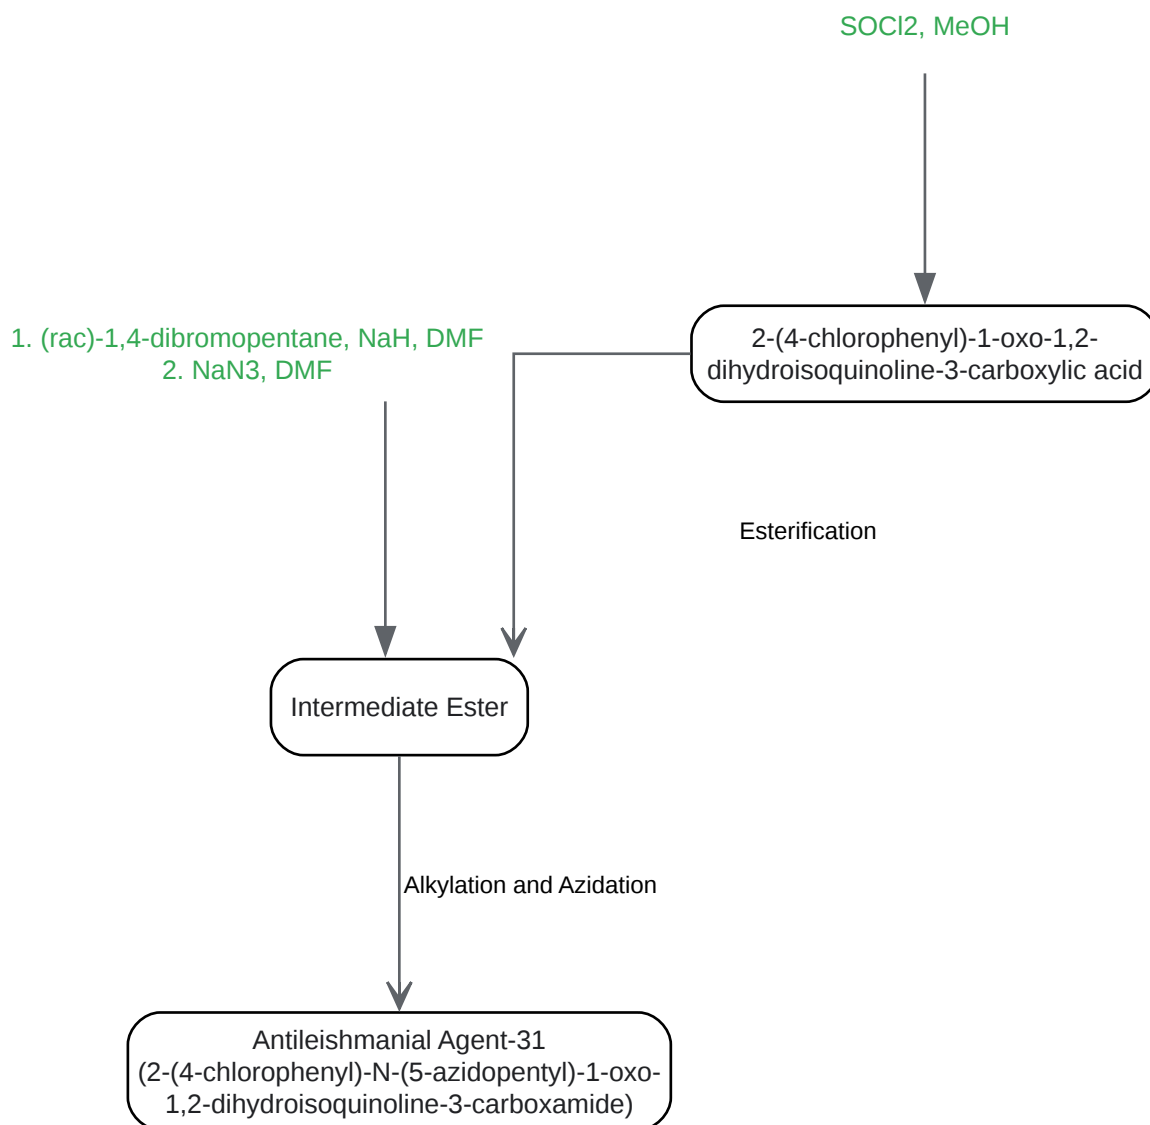 SOCl2, MeOH
1. (rac)-1,4-dibromopentane, NaH, DMF
2. NaN3, DMF
2-(4-chlorophenyl)-1-oxo-1,2-
dihydroisoquinoline-3-carboxylic acid
Esterification
Intermediate Ester
Alkylation and Azidation
Antileishmanial Agent-31
(2-(4-chlorophenyl)-N-(5-azidopentyl)-1-oxo-
1,2-dihydroisoquinoline-3-carboxamide)